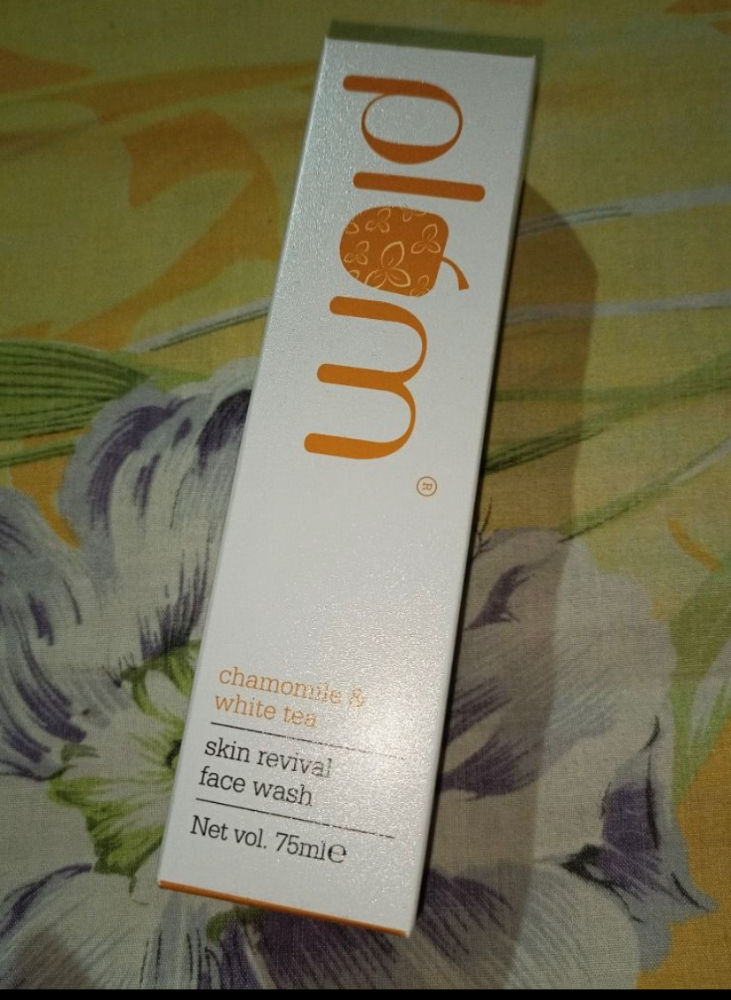 plum
®
chamomile &
white tea
skin revival
face wash
Net vol. 75ml℮